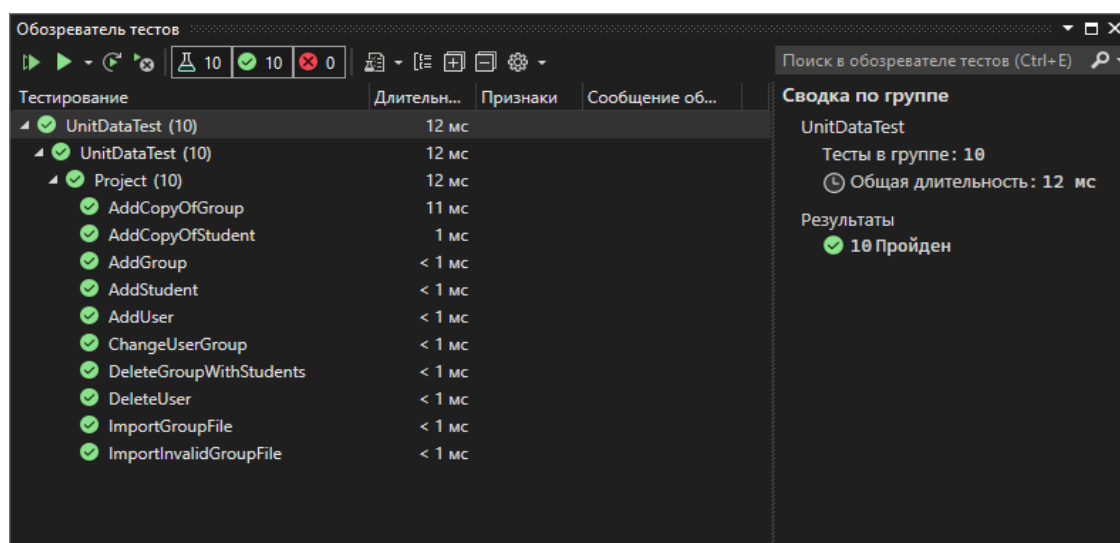 Обозреватель тестов
10 10 0
Поиск в обозревателе тестов (Ctrl+E)
Тестирование Длительн... Признаки Сообщение об...
UnitDataTest (10) 12 мс
UnitDataTest (10) 12 мс
Project (10) 12 мс
AddCopyOfGroup 11 мс
AddCopyOfStudent 1 мс
AddGroup < 1 мс
AddStudent < 1 мс
AddUser < 1 мс
ChangeUserGroup < 1 мс
DeleteGroupWithStudents < 1 мс
DeleteUser < 1 мс
ImportGroupFile < 1 мс
ImportInvalidGroupFile < 1 мс
Сводка по группе
UnitDataTest
Тесты в группе: 10
Общая длительность: 12 мс
Результаты
10 Пройден